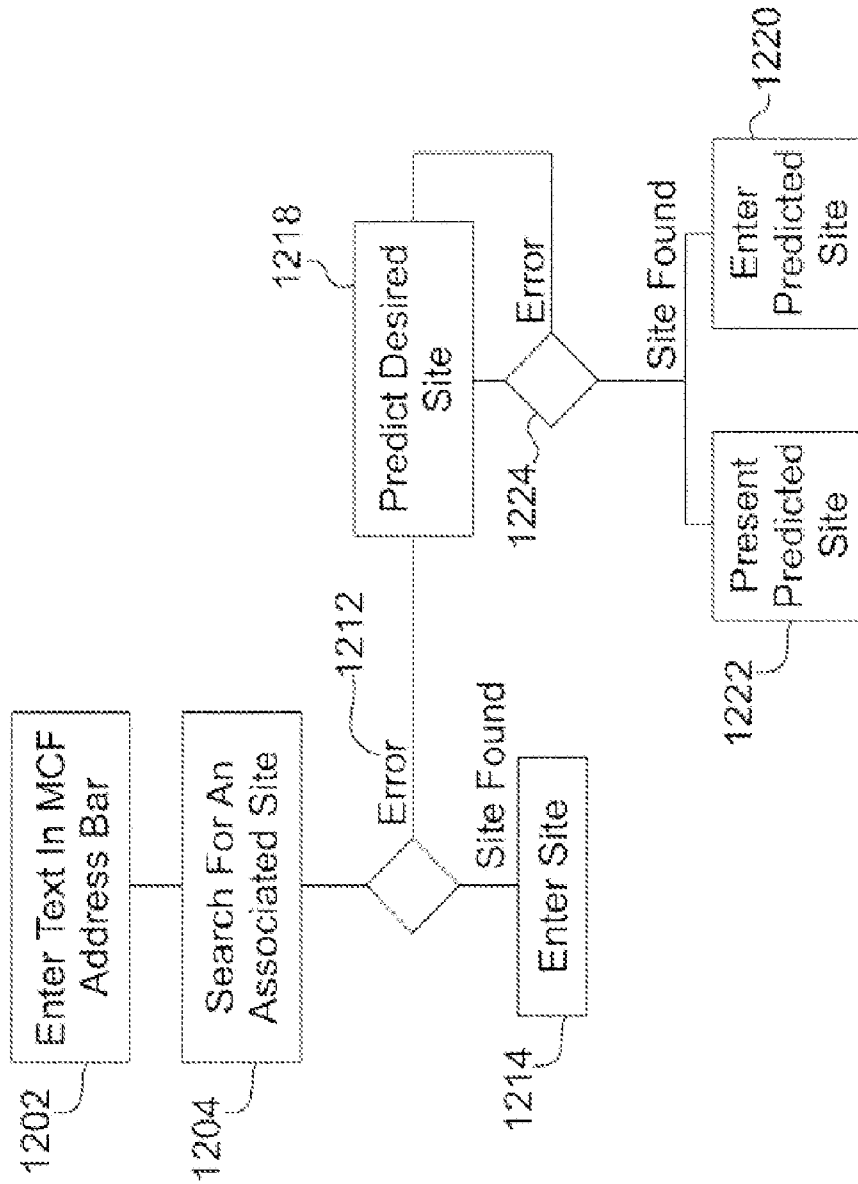 1202
Enter Text In MCF
Address Bar
1204
Search For An
Associated Site
Error
1212
Site Found
1214
Enter Site
1218
Predict Desired
Site
1224
Error
Site Found
1222
Present
Predicted
Site
1220
Enter
Predicted
Site